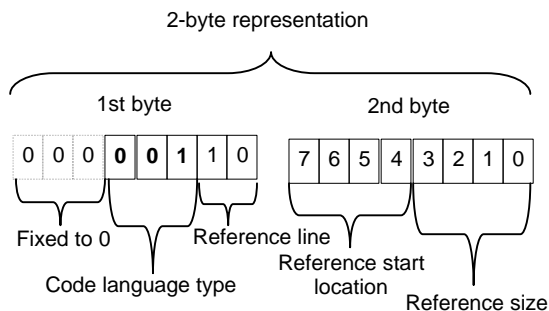 2-byte representation
1st byte
2nd byte
0 0 0 0 0 1 1 0
7 6 5 4 3 2 1 0
Fixed to 0
Reference line
Code language type
Reference start
location
Reference size